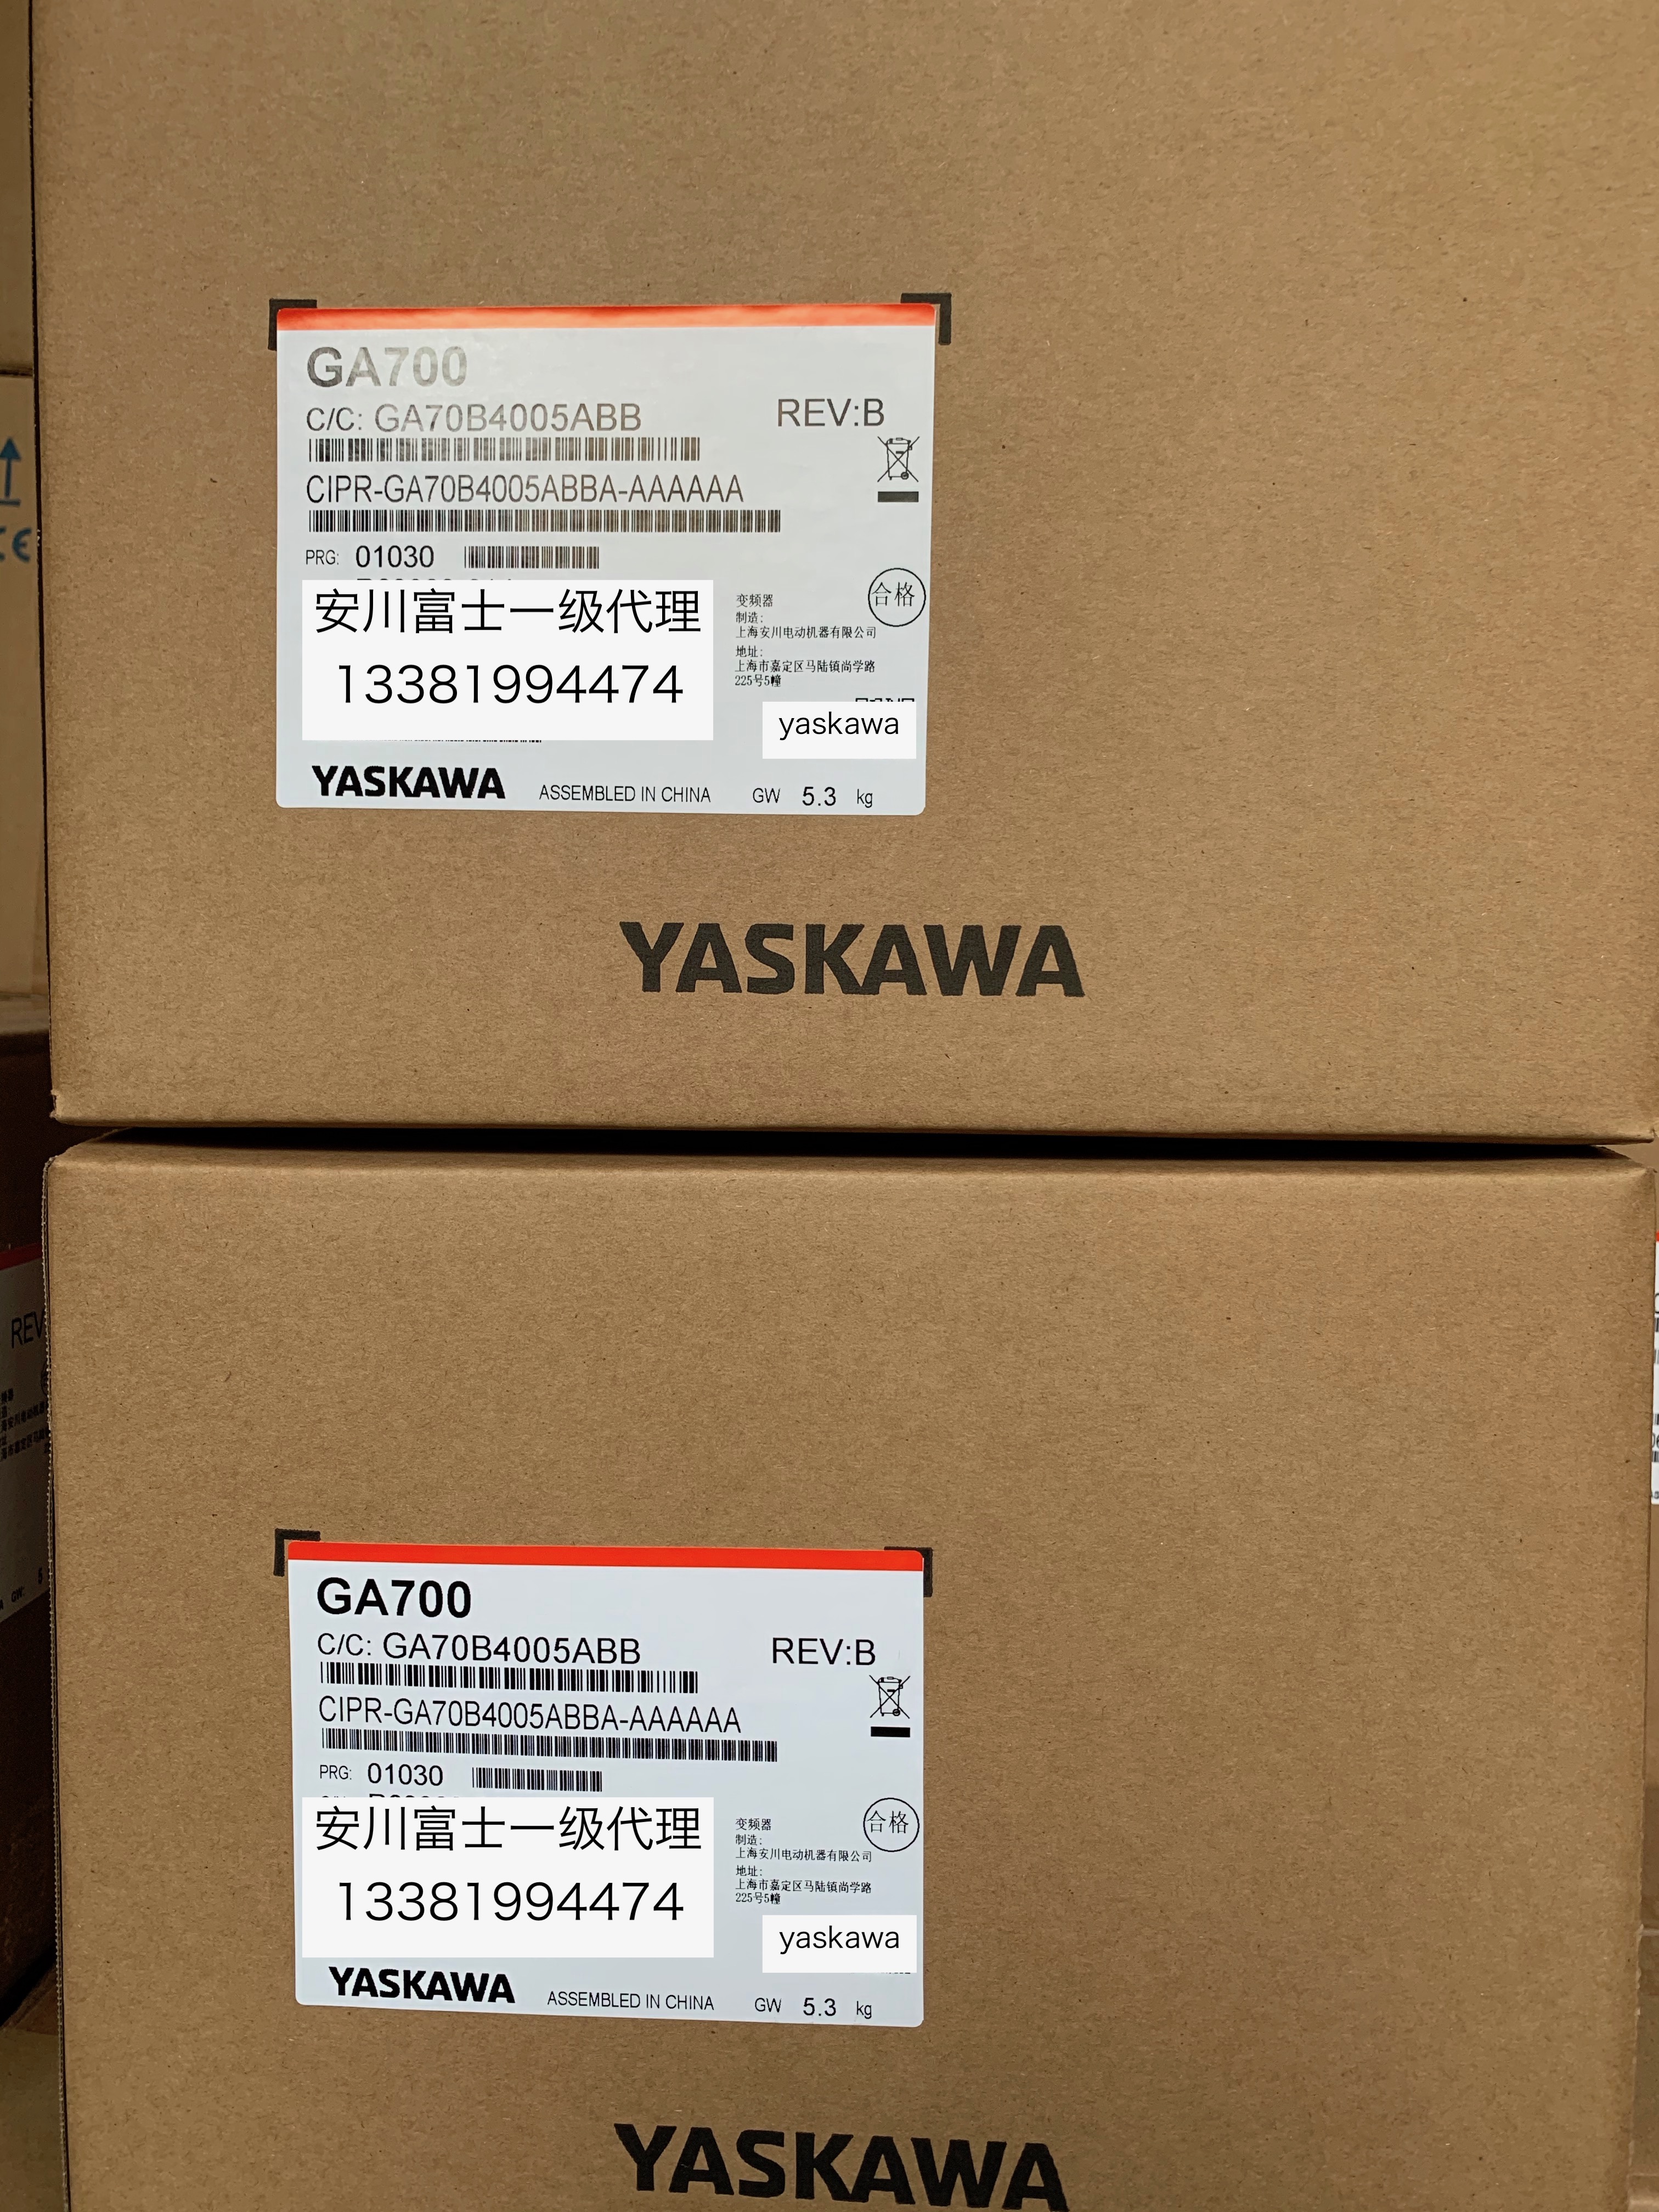 GA700
C/C: GA70B4005ABB
REV:B
CIPR-GA70B4005ABBA-AAAAAA
PRG: 01030
安川富士一级代理
13381994474
合格
变频器
制造:
上海安川电动机器有限公司
地址:
上海市嘉定区马陆镇尚学路
225号5幢
yaskawa
YASKAWA
ASSEMBLED IN CHINA
GW 5.3 kg
YASKAWA
CE
REV
GA700
C/C: GA70B4005ABB
REV:B
CIPR-GA70B4005ABBA-AAAAAA
PRG: 01030
安川富士一级代理
13381994474
合格
变频器
制造:
上海安川电动机器有限公司
地址:
上海市嘉定区马陆镇尚学路
225号5幢
yaskawa
YASKAWA
ASSEMBLED IN CHINA
GW 5.3 kg
YASKAWA